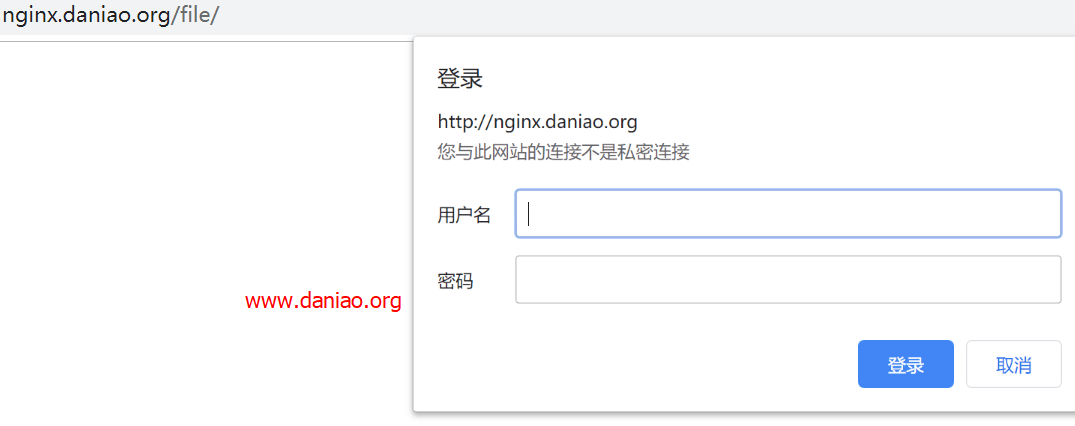 nginx.daniao.org/file/
登录
http://nginx.daniao.org
您与此网站的连接不是私密连接
用户名
密码
www.daniao.org
登录
取消